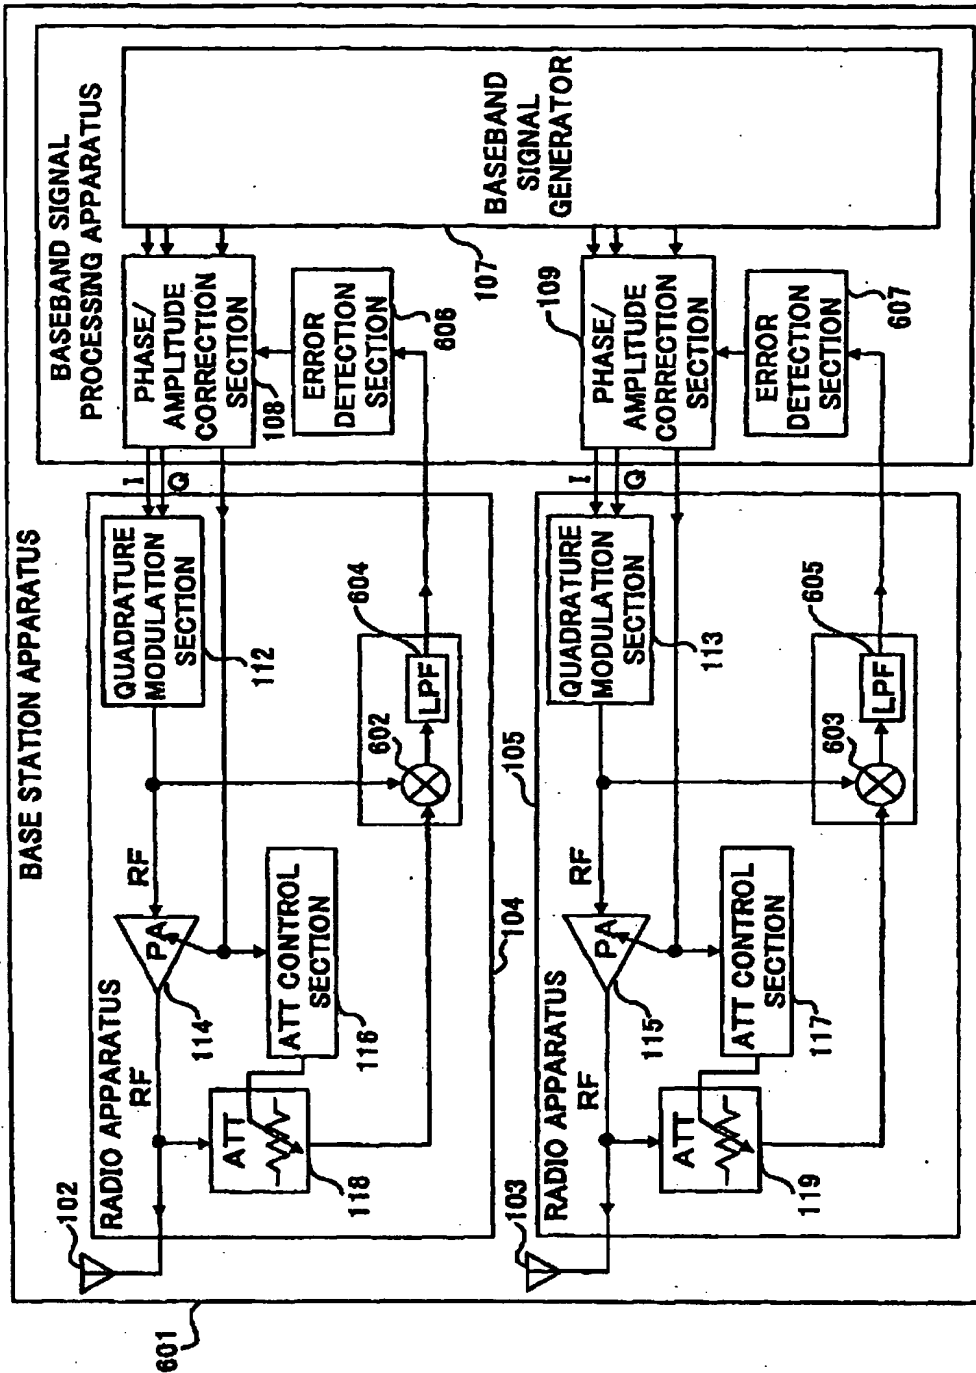 BASE STATION APPARATUS
601
102
RADIO APPARATUS
RF
114
PA
RF
ATT
118
ATT CONTROL
SECTION
116
104
QUADRATURE
MODULATION
SECTION
112
I
Q
602
604
LPF
BASEBAND SIGNAL
PROCESSING APPARATUS
PHASE/
AMPLITUDE
CORRECTION
SECTION
108
ERROR
DETECTION
SECTION
606
BASEBAND
SIGNAL
GENERATOR
107
103
RADIO APPARATUS
RF
115
PA
RF
ATT
119
ATT CONTROL
SECTION
117
105
QUADRATURE
MODULATION
SECTION
113
I
Q
603
605
LPF
109
PHASE/
AMPLITUDE
CORRECTION
SECTION
ERROR
DETECTION
SECTION
607